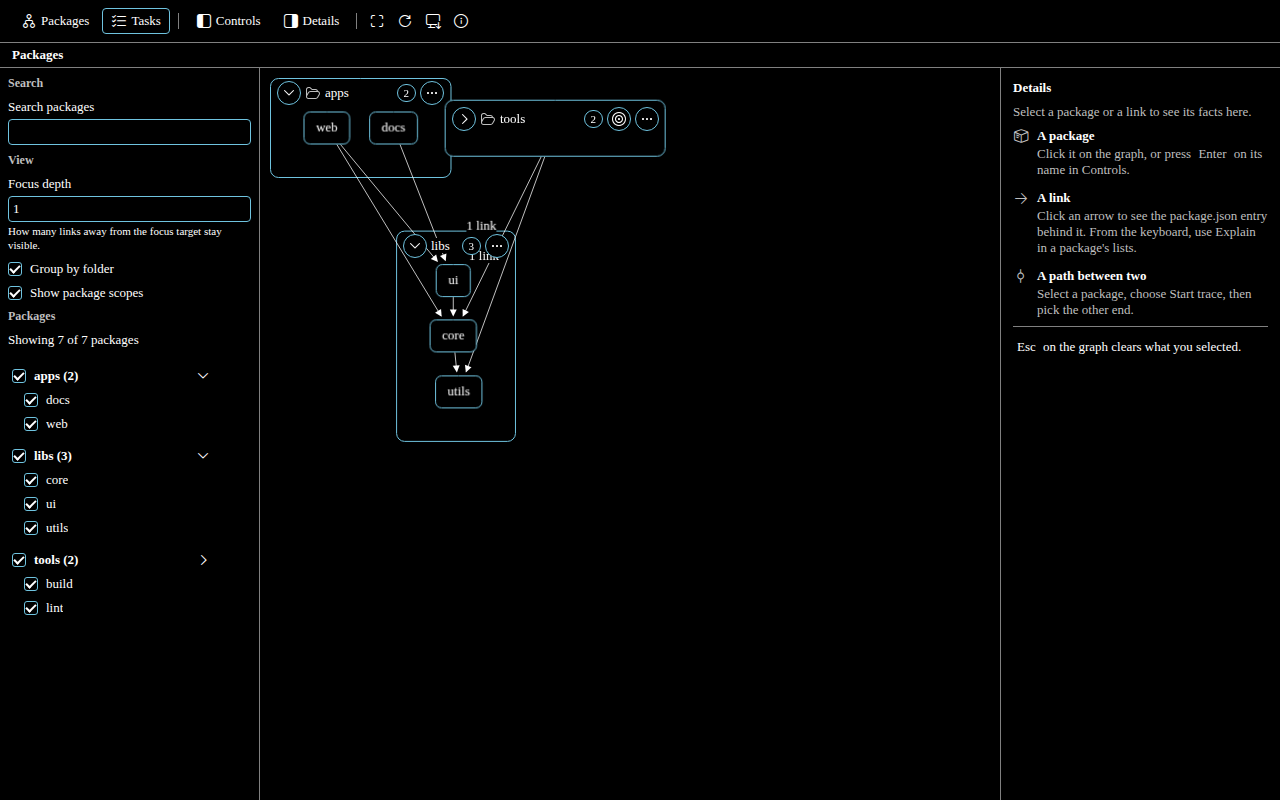 Packages
Tasks
Controls
Details
Packages
Search
Search packages
View
Focus depth
1
How many links away from the focus target stay
visible.
Group by folder
Show package scopes
Packages
Showing 7 of 7 packages
apps (2)
docs
web
libs (3)
core
ui
utils
tools (2)
build
lint
apps
2
web
docs
tools
2
1 link
libs
3
1 link
ui
core
utils
Details
Select a package or a link to see its facts here.
A package
Click it on the graph, or press Enter on its
name in Controls.
A link
Click an arrow to see the package.json entry
behind it. From the keyboard, use Explain
in a package's lists.
A path between two
Select a package, choose Start trace, then
pick the other end.
Esc on the graph clears what you selected.